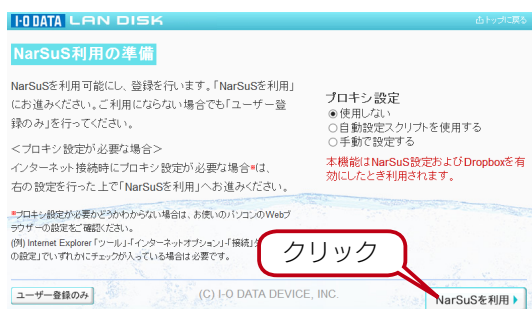 I-O DATA LAN DISK
凸トップに戻る
NarSuS利用の準備
NarSuSを利用可能にし、登録を行います。「NarSuSを利用」
にお進みください。ご利用にならない場合でも「ユーザー登
録のみ」を行ってください。
<プロキシ設定が必要な場合>
インターネット接続時にプロキシ設定が必要な場合*は、
右の設定を行った上で「NarSuSを利用」へお進みください。
*プロキシ設定が必要かどうかわからない場合は、お使いのパソコンのWebブ
ラウザーの設定をご確認ください。
(例) Internet Explorer「ツール」-「インターネットオプション」-「接続」
の設定」でいずれかにチェックが入っている場合は必要です。
プロキシ設定
使用しない
自動設定スクリプトを使用する
手動で設定する
本機能はNarSuS設定およびDropboxを有
効にしたとき利用されます。
クリック
ユーザー登録のみ
(C) I-O DATA DEVICE, INC.
NarSuSを利用